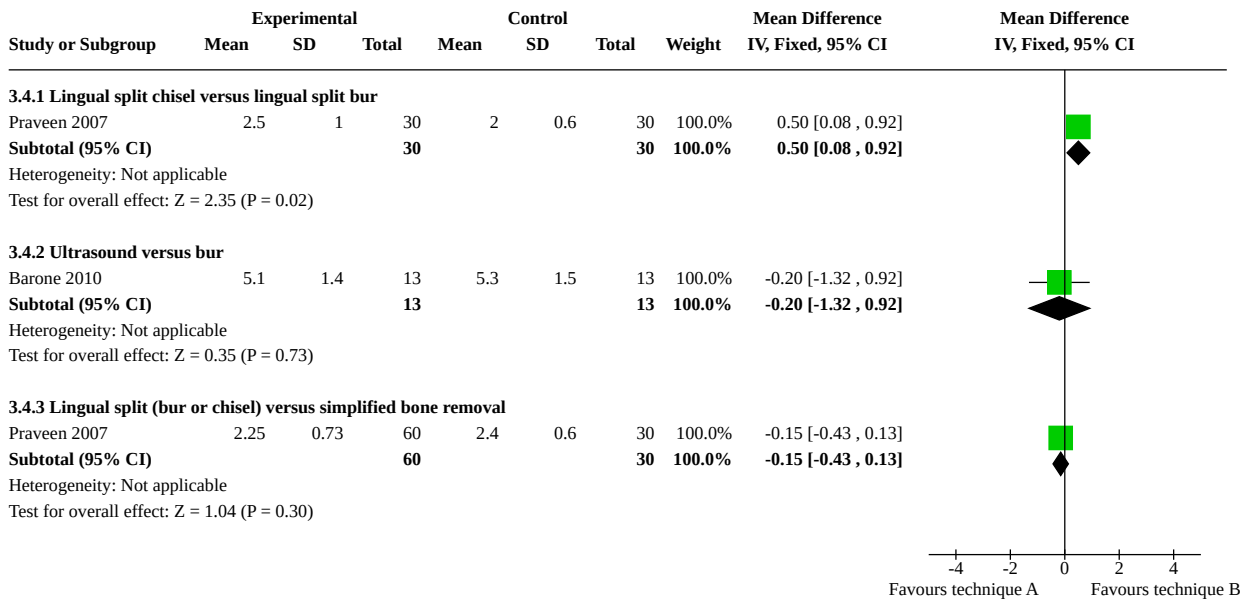 Experimental Control Mean Difference Mean Difference
Study or Subgroup Mean SD Total Mean SD Total Weight IV, Fixed, 95% CI IV, Fixed, 95% CI
3.4.1 Lingual split chisel versus lingual split bur
Praveen 2007 2.5 1 30 2 0.6 30 100.0% 0.50 [0.08 , 0.92]
Subtotal (95% CI) 30 30 100.0% 0.50 [0.08 , 0.92]
Heterogeneity: Not applicable
Test for overall effect: Z = 2.35 (P = 0.02)
3.4.2 Ultrasound versus bur
Barone 2010 5.1 1.4 13 5.3 1.5 13 100.0% -0.20 [-1.32 , 0.92]
Subtotal (95% CI) 13 13 100.0% -0.20 [-1.32 , 0.92]
Heterogeneity: Not applicable
Test for overall effect: Z = 0.35 (P = 0.73)
3.4.3 Lingual split (bur or chisel) versus simplified bone removal
Praveen 2007 2.25 0.73 60 2.4 0.6 30 100.0% -0.15 [-0.43 , 0.13]
Subtotal (95% CI) 60 30 100.0% -0.15 [-0.43 , 0.13]
Heterogeneity: Not applicable
Test for overall effect: Z = 1.04 (P = 0.30)
-4 -2 0 2 4
Favours technique A Favours technique B